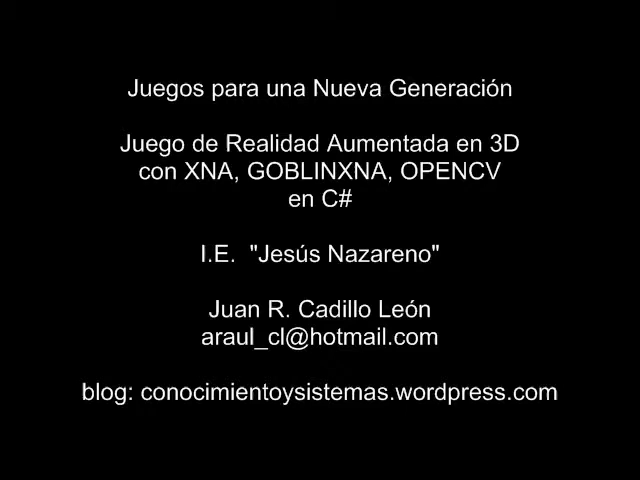 Juegos para una Nueva Generación
Juego de Realidad Aumentada en 3D
con XNA, GOBLINXNA, OPENCV
en C#
I.E.  "Jesús Nazareno"
Juan R. Cadillo León
araul_cl@hotmail.com
blog: conocimientoysistemas.wordpress.com